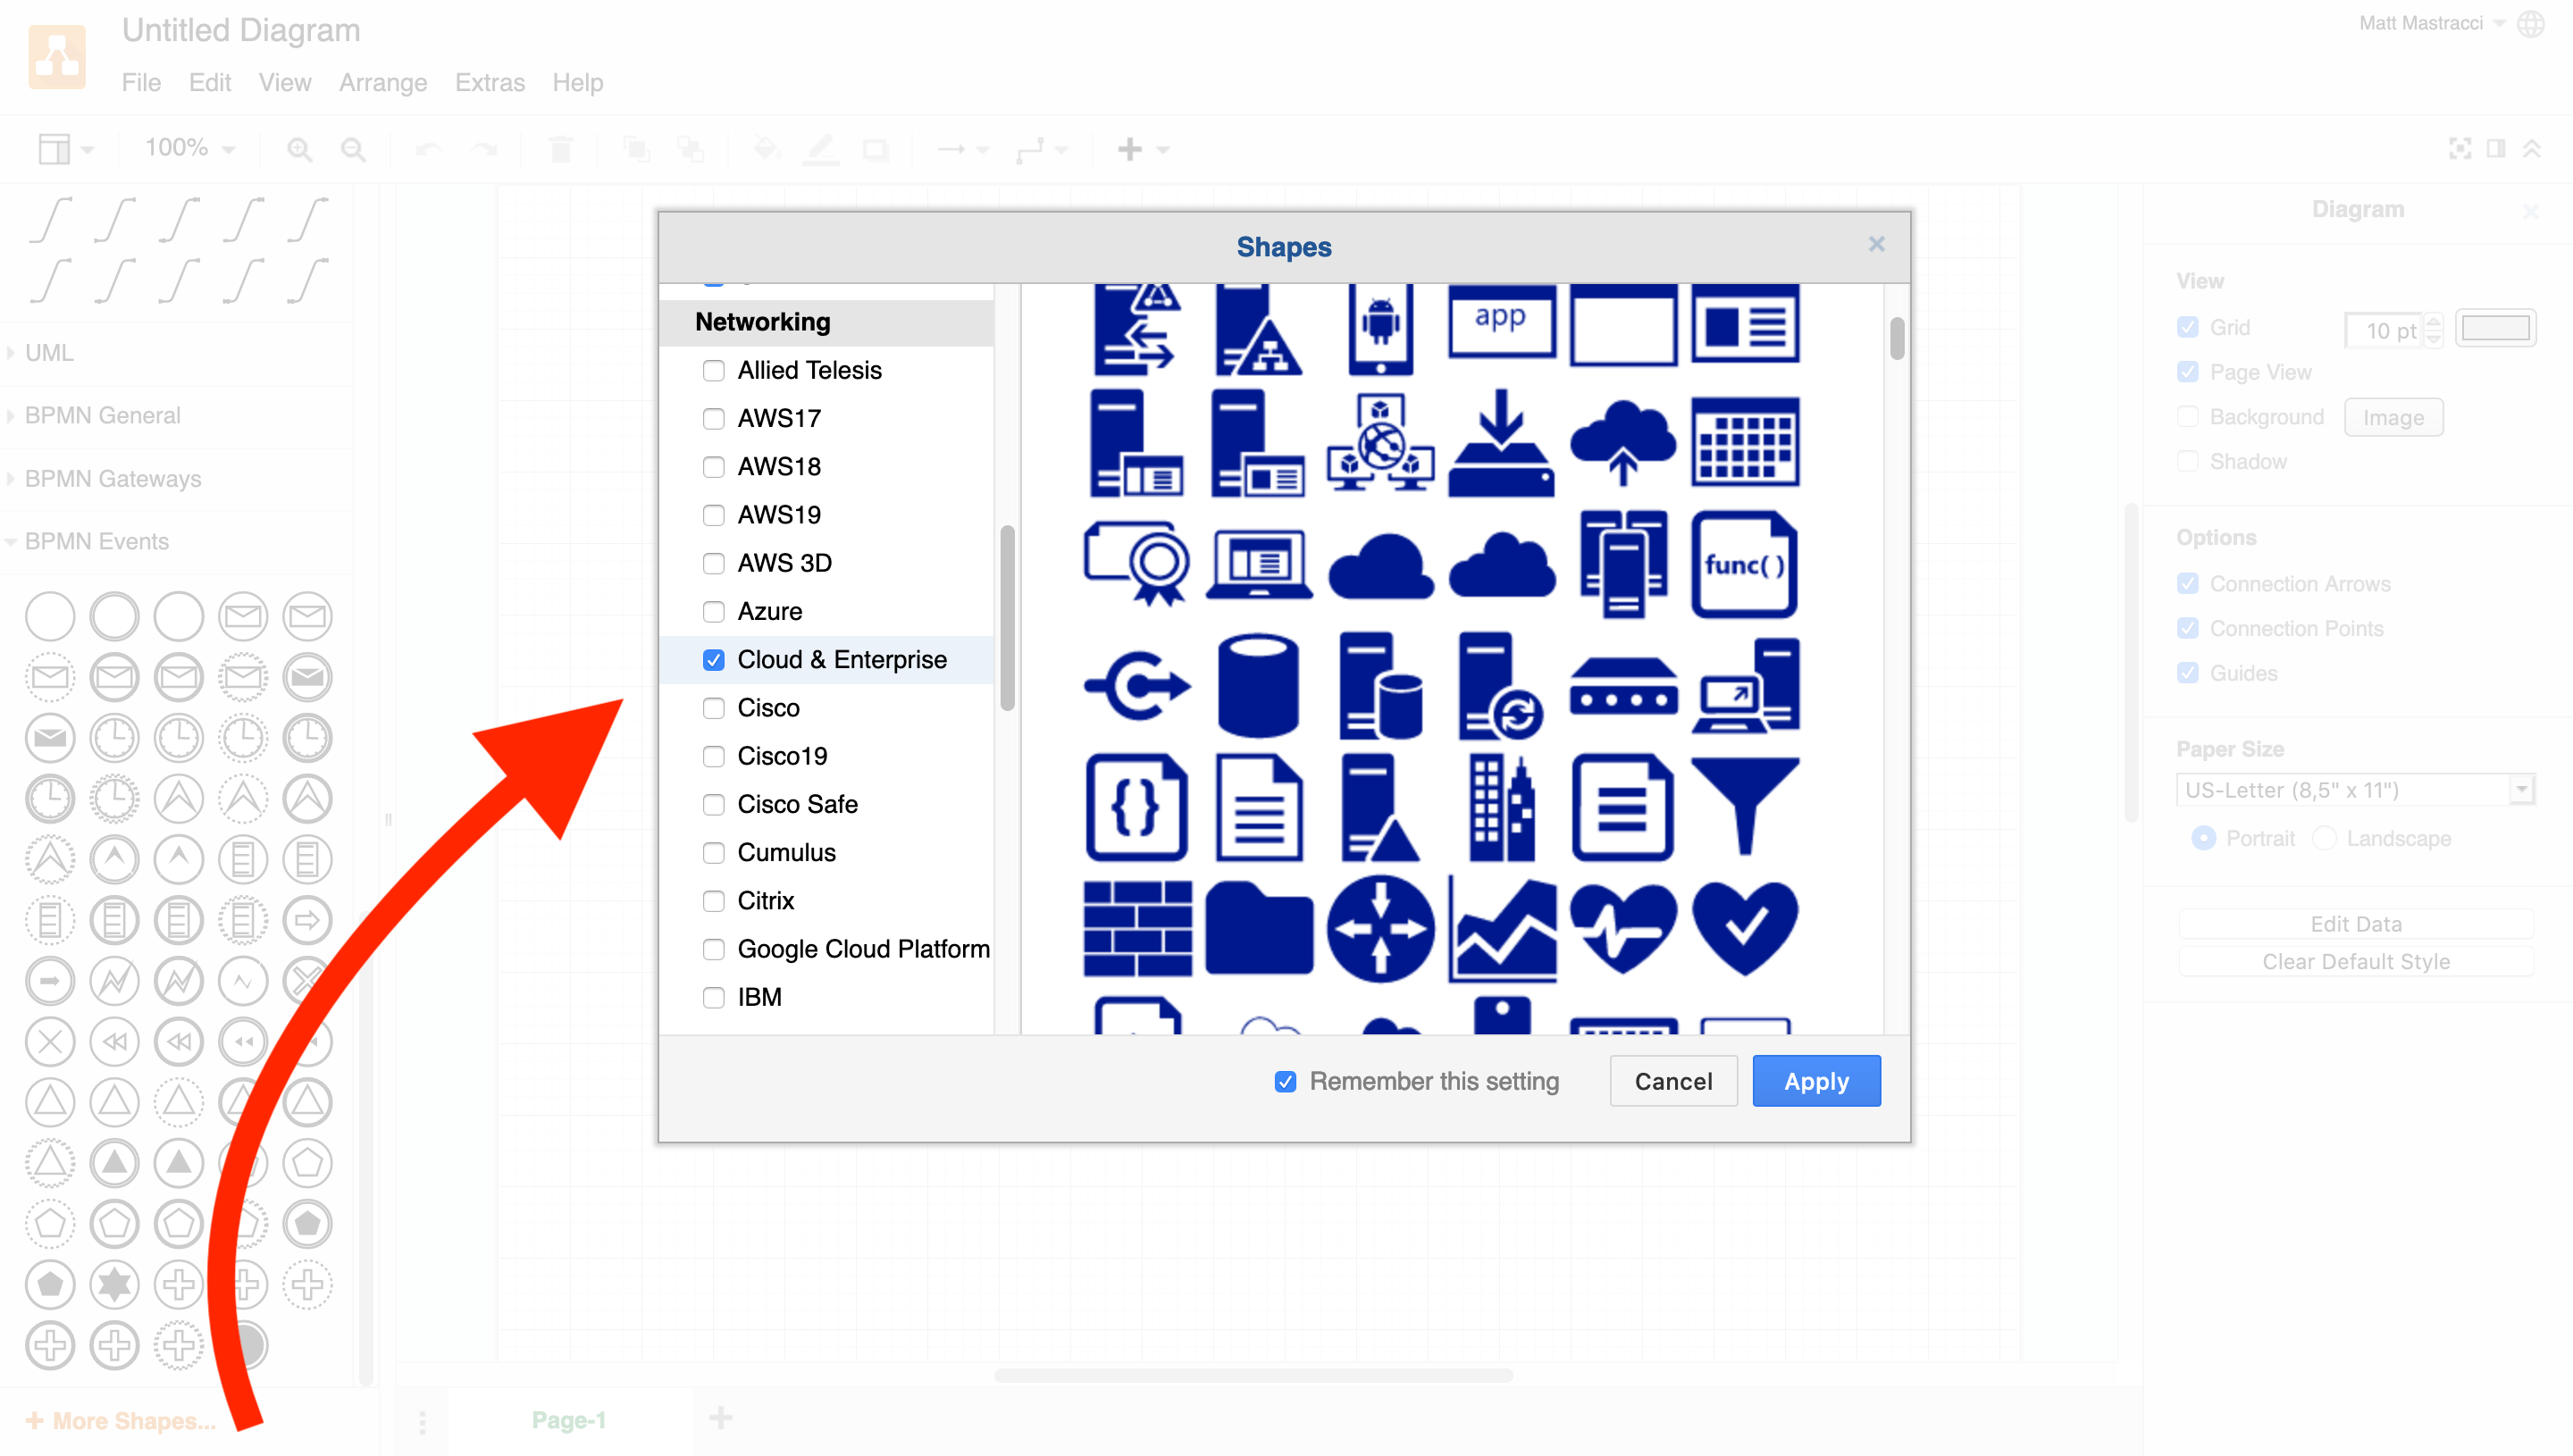 Untitled Diagram
Matt Mastracci
File Edit View Arrange Extras Help
100%
UML
BPMN General
BPMN Gateways
BPMN Events
+ More Shapes...
Shapes
Networking
Allied Telesis
AWS17
AWS18
AWS19
AWS 3D
Azure
Cloud & Enterprise
Cisco
Cisco19
Cisco Safe
Cumulus
Citrix
Google Cloud Platform
IBM
app
func()
{}
Remember this setting
Cancel
Apply
Page-1
Diagram
View
Grid
10 pt
Page View
Background
Image
Shadow
Options
Connection Arrows
Connection Points
Guides
Paper Size
US-Letter (8,5" x 11")
Portrait Landscape
Edit Data
Clear Default Style